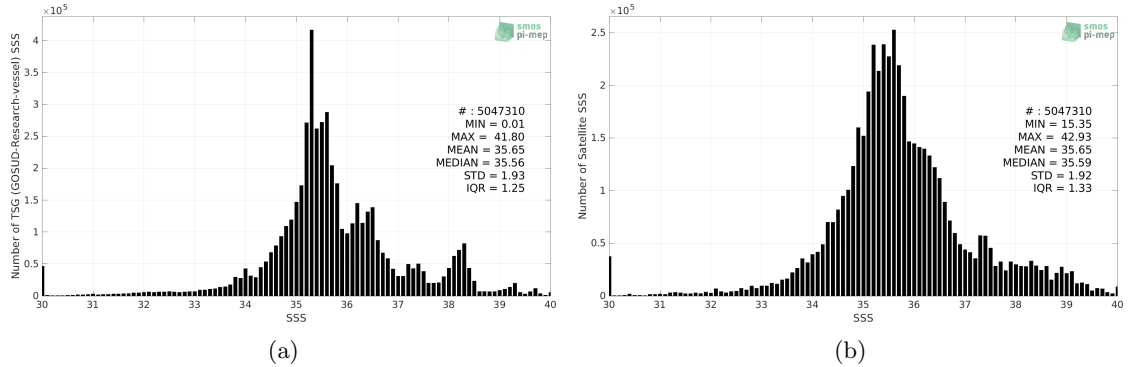 ×10⁵
Number of TSG (GOSUD-Research-vessel) SSS
4
3.5
3
2.5
2
1.5
1
0.5
0
smos
pi-mep
# : 5047310
MIN = 0.01
MAX = 41.80
MEAN = 35.65
MEDIAN = 35.56
STD = 1.93
IQR = 1.25
30 31 32 33 34 35 36 37 38 39 40
SSS
(a)
×10⁵
Number of Satellite SSS
2.5
2
1.5
1
0.5
0
smos
pi-mep
# : 5047310
MIN = 15.35
MAX = 42.93
MEAN = 35.65
MEDIAN = 35.59
STD = 1.92
IQR = 1.33
30 31 32 33 34 35 36 37 38 39 40
SSS
(b)